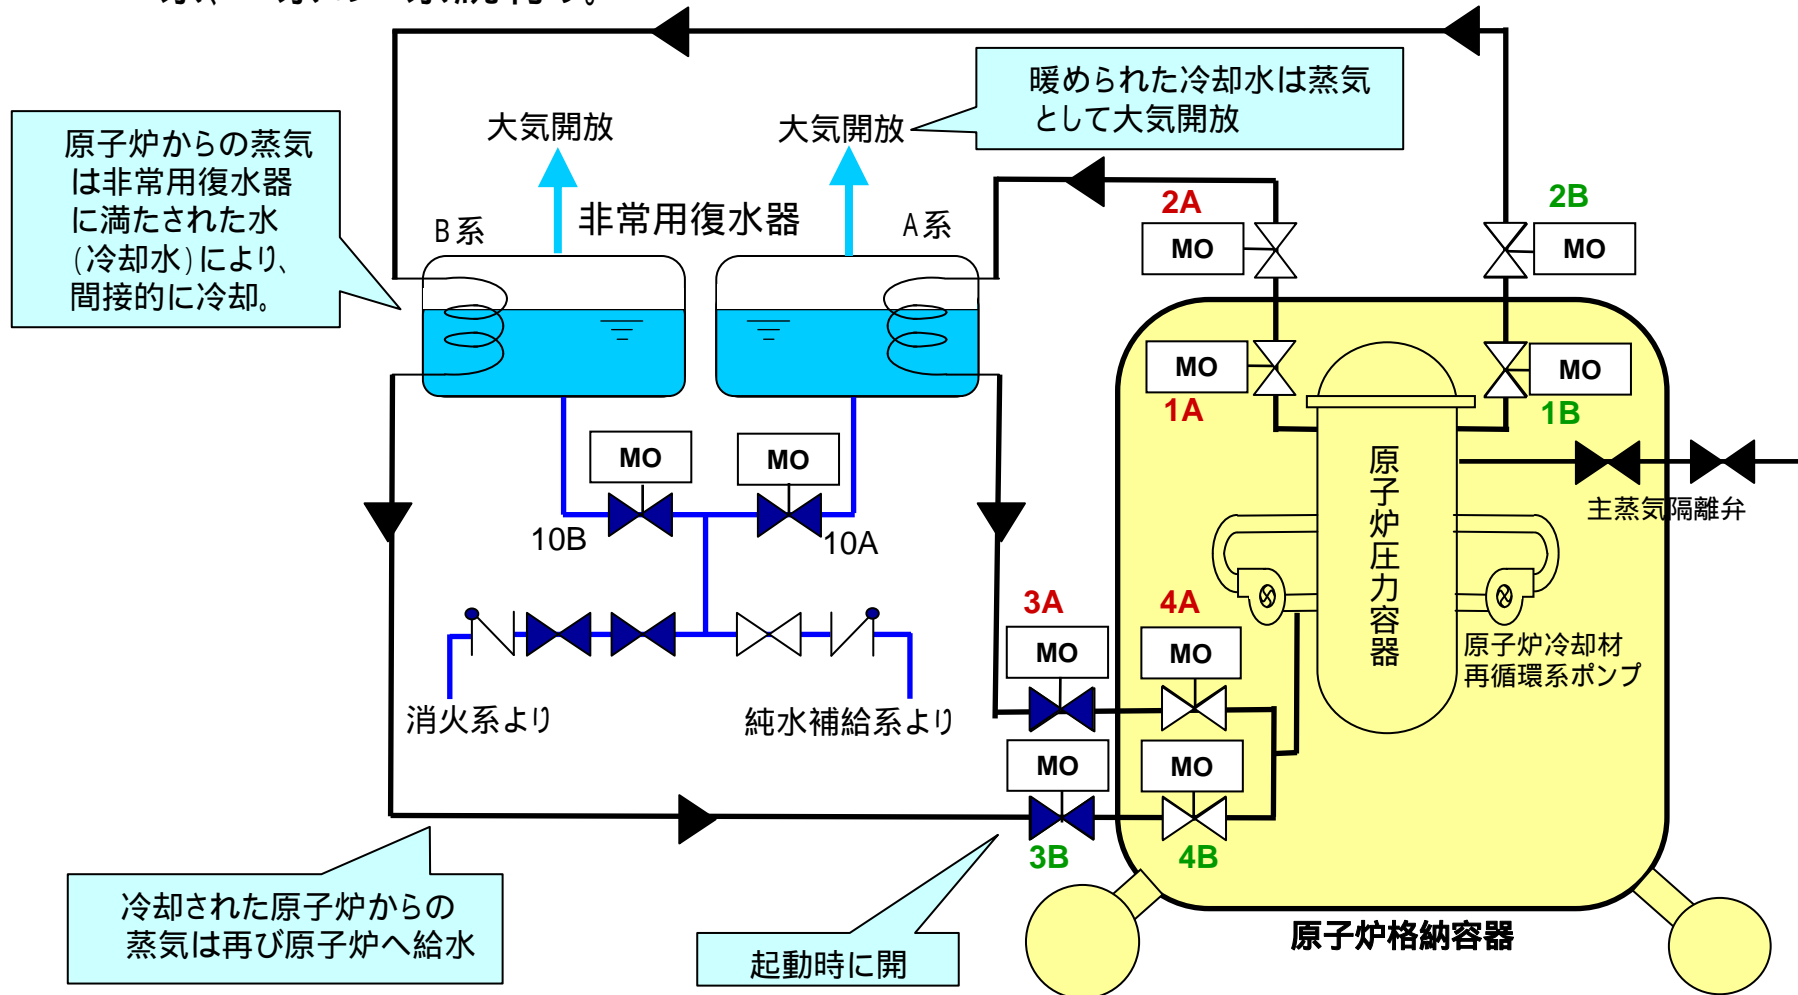 暖められた冷却水は蒸気
として大気開放
原子炉からの蒸気
は非常用復水器
に満たされた水
(冷却水)により、
間接的に冷却。
大気開放
大気開放
非常用復水器
B系
A系
2A
MO
2B
MO
MO
1A
MO
1B
MO
MO
10B
10A
原子炉圧力容器
主蒸気隔離弁
3A
MO
4A
MO
原子炉冷却材
再循環系ポンプ
消火系より
純水補給系より
MO
3B
MO
4B
冷却された原子炉からの
蒸気は再び原子炉へ給水
起動時に開
原子炉格納容器